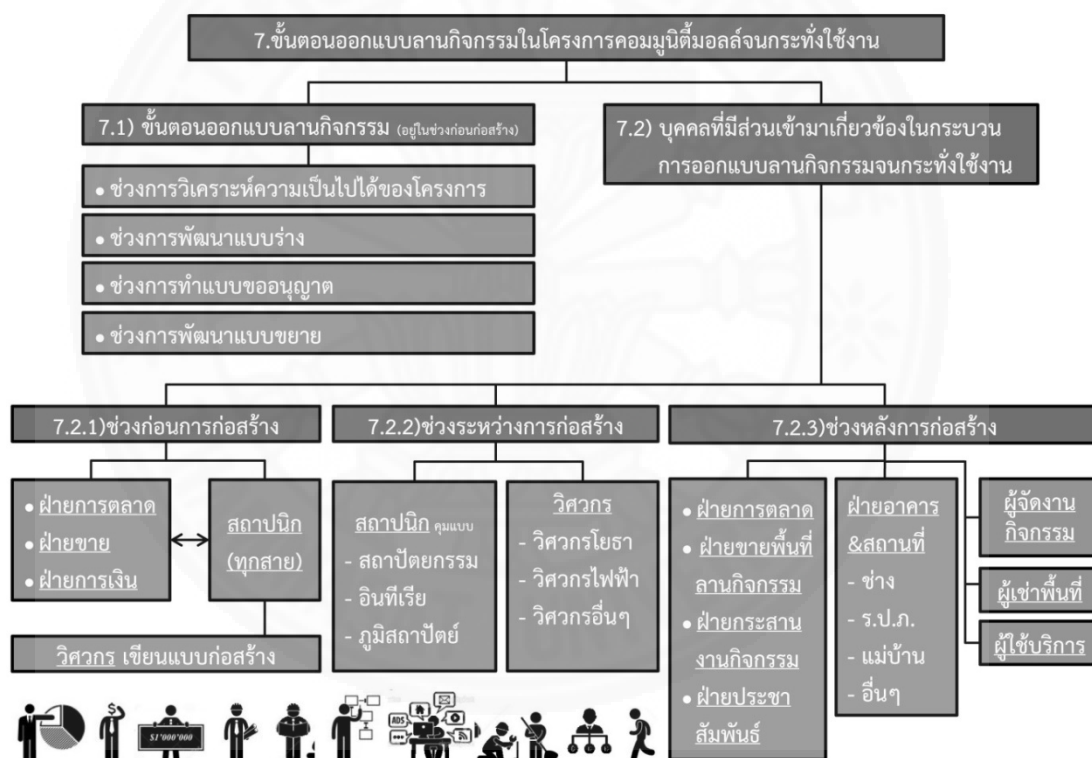 7.ขั้นตอนออกแบบลานกิจกรรมในโครงการคอมมูนิตี้มอลล์จนกระทั่งใช้งาน
7.1) ขั้นตอนออกแบบลานกิจกรรม (อยู่ในช่วงก่อนก่อสร้าง)
• ช่วงการวิเคราะห์ความเป็นไปได้ของโครงการ
• ช่วงการพัฒนาแบบร่าง
• ช่วงการทำแบบขออนุญาต
• ช่วงการพัฒนาแบบขยาย
7.2) บุคคลที่มีส่วนเข้ามาเกี่ยวข้องในกระบวน
การออกแบบลานกิจกรรมจนกระทั่งใช้งาน
7.2.1)ช่วงก่อนการก่อสร้าง
• ฝ่ายการตลาด
• ฝ่ายขาย
• ฝ่ายการเงิน
สถาปนิก
(ทุกสาย)
วิศวกร เขียนแบบก่อสร้าง
7.2.2)ช่วงระหว่างการก่อสร้าง
สถาปนิก คุมแบบ
- สถาปัตยกรรม
- อินทีเรีย
- ภูมิสถาปัตย์
วิศวกร
- วิศวกรโยธา
- วิศวกรไฟฟ้า
- วิศวกรอื่นๆ
7.2.3)ช่วงหลังการก่อสร้าง
• ฝ่ายการตลาด
• ฝ่ายขายพื้นที่
ลานกิจกรรม
• ฝ่ายกระสาน
งานกิจกรรม
• ฝ่ายประชา
สัมพันธ์
ฝ่ายอาคาร
&สถานที่
- ช่าง
- ร.ป.ภ.
- แม่บ้าน
- อื่นๆ
ผู้จัดงาน
กิจกรรม
ผู้เช่าพื้นที่
ผู้ใช้บริการ
$1'000'000
ADS